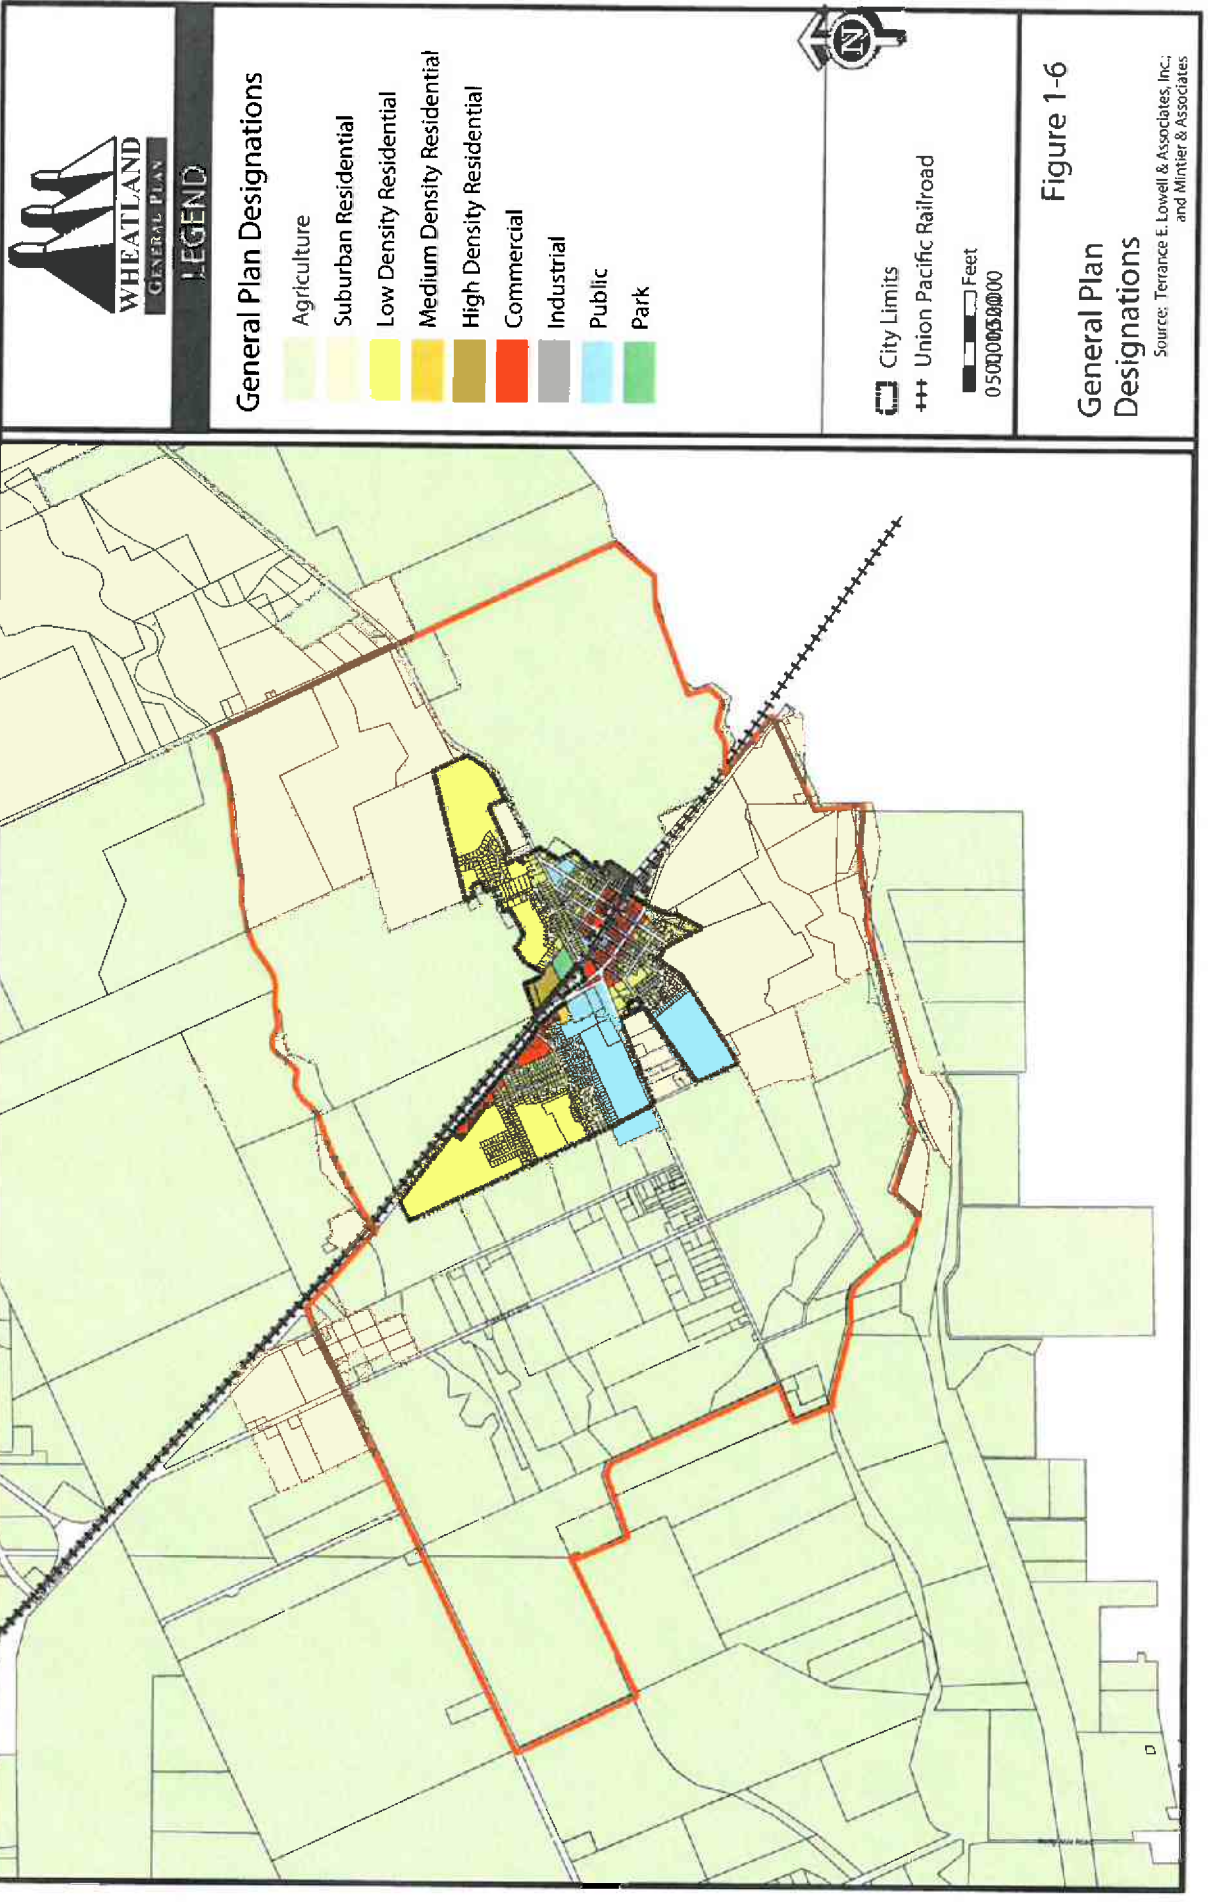 WHEATLAND
GENERAL PLAN
LEGEND
General Plan Designations
Agriculture
Suburban Residential
Low Density Residential
Medium Density Residential
High Density Residential
Commercial
Industrial
Public
Park
N
City Limits
Union Pacific Railroad
Feet
Figure 1-6
General Plan
Designations
Source: Terrance E. Lowell & Associates, Inc.;
and Mintier & Associates